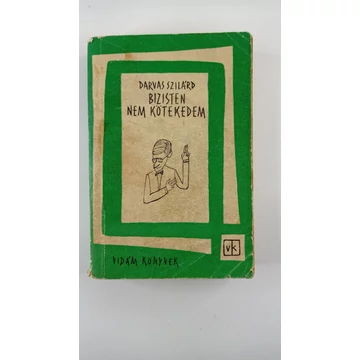 DARVAS SZILÁRD
BIZISTEN
NEM KÖTEKEDEM
VK
VIDÁM KÖNYVEK